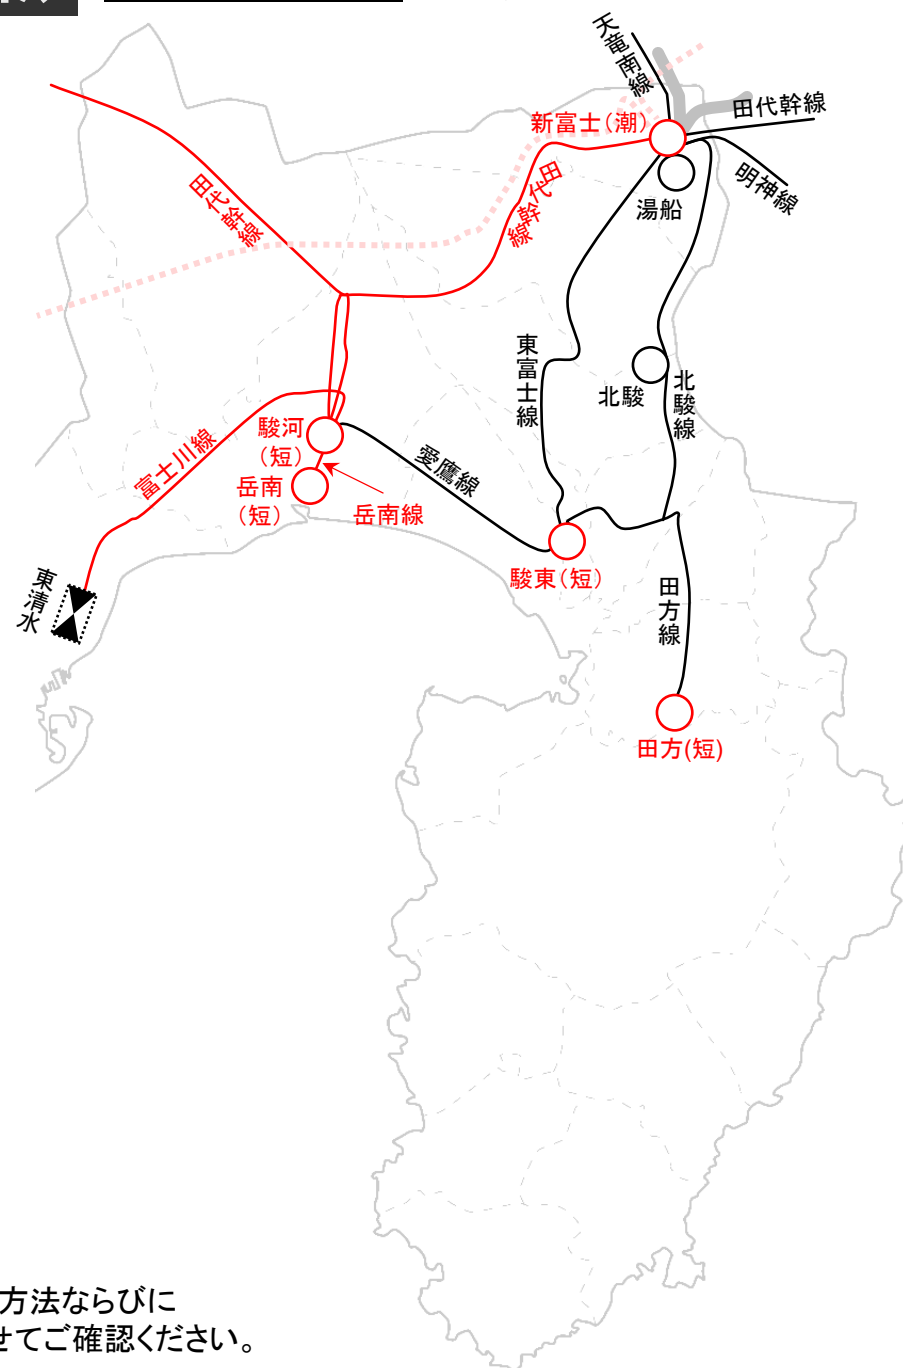 天竜南線
田代幹線
新富士(潮)
明神線
湯船
田代幹線
田代幹線
東富士線
北駿
北駿線
駿河
(短)
愛鷹線
富士川線
岳南
(短)
岳南線
駿東(短)
東清水
田方線
田方(短)
方法ならびに
せてご確認ください。